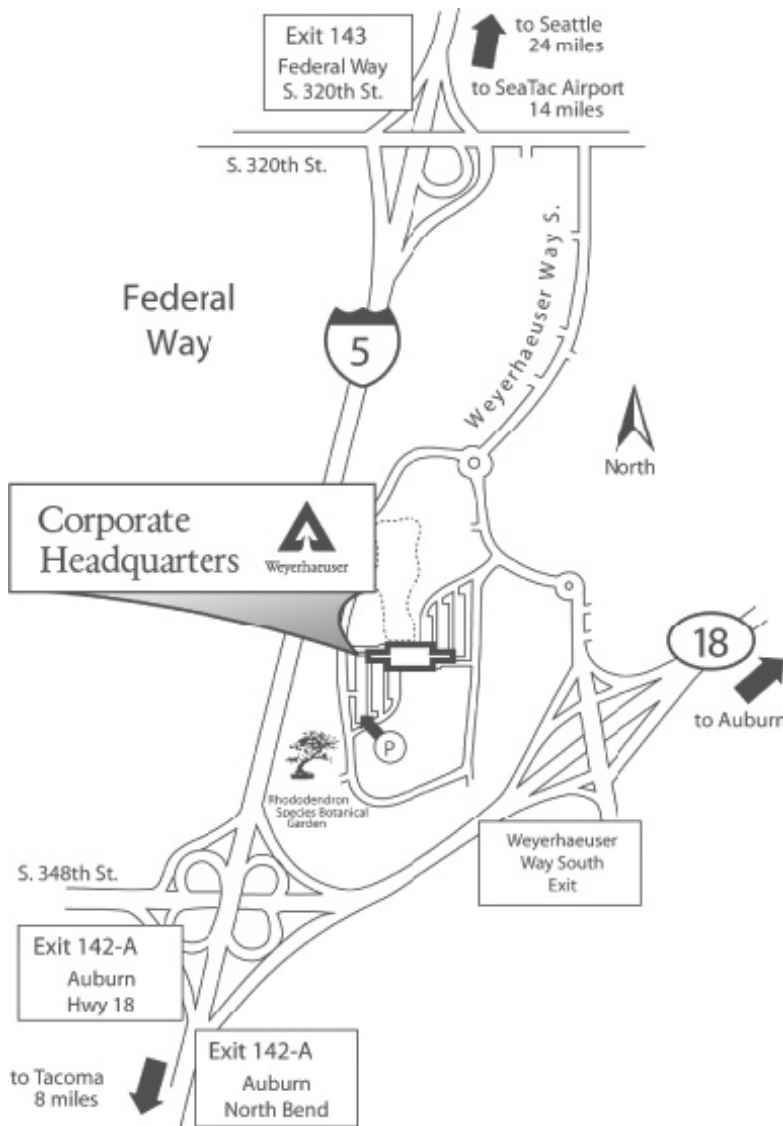 to Seattle
24 miles
Exit 143
Federal Way
S. 320th St.
to SeaTac Airport
14 miles
S. 320th St.
Weyerhaeuser Way S.
Federal
Way
5
North
Corporate
Headquarters
Weyerhaeuser
18
to Auburn
P
Rhododendron
Species Botanical
Garden
Weyerhaeuser
Way South
Exit
S. 348th St.
Exit 142-A
Auburn
Hwy 18
Exit 142-A
Auburn
North Bend
to Tacoma
8 miles